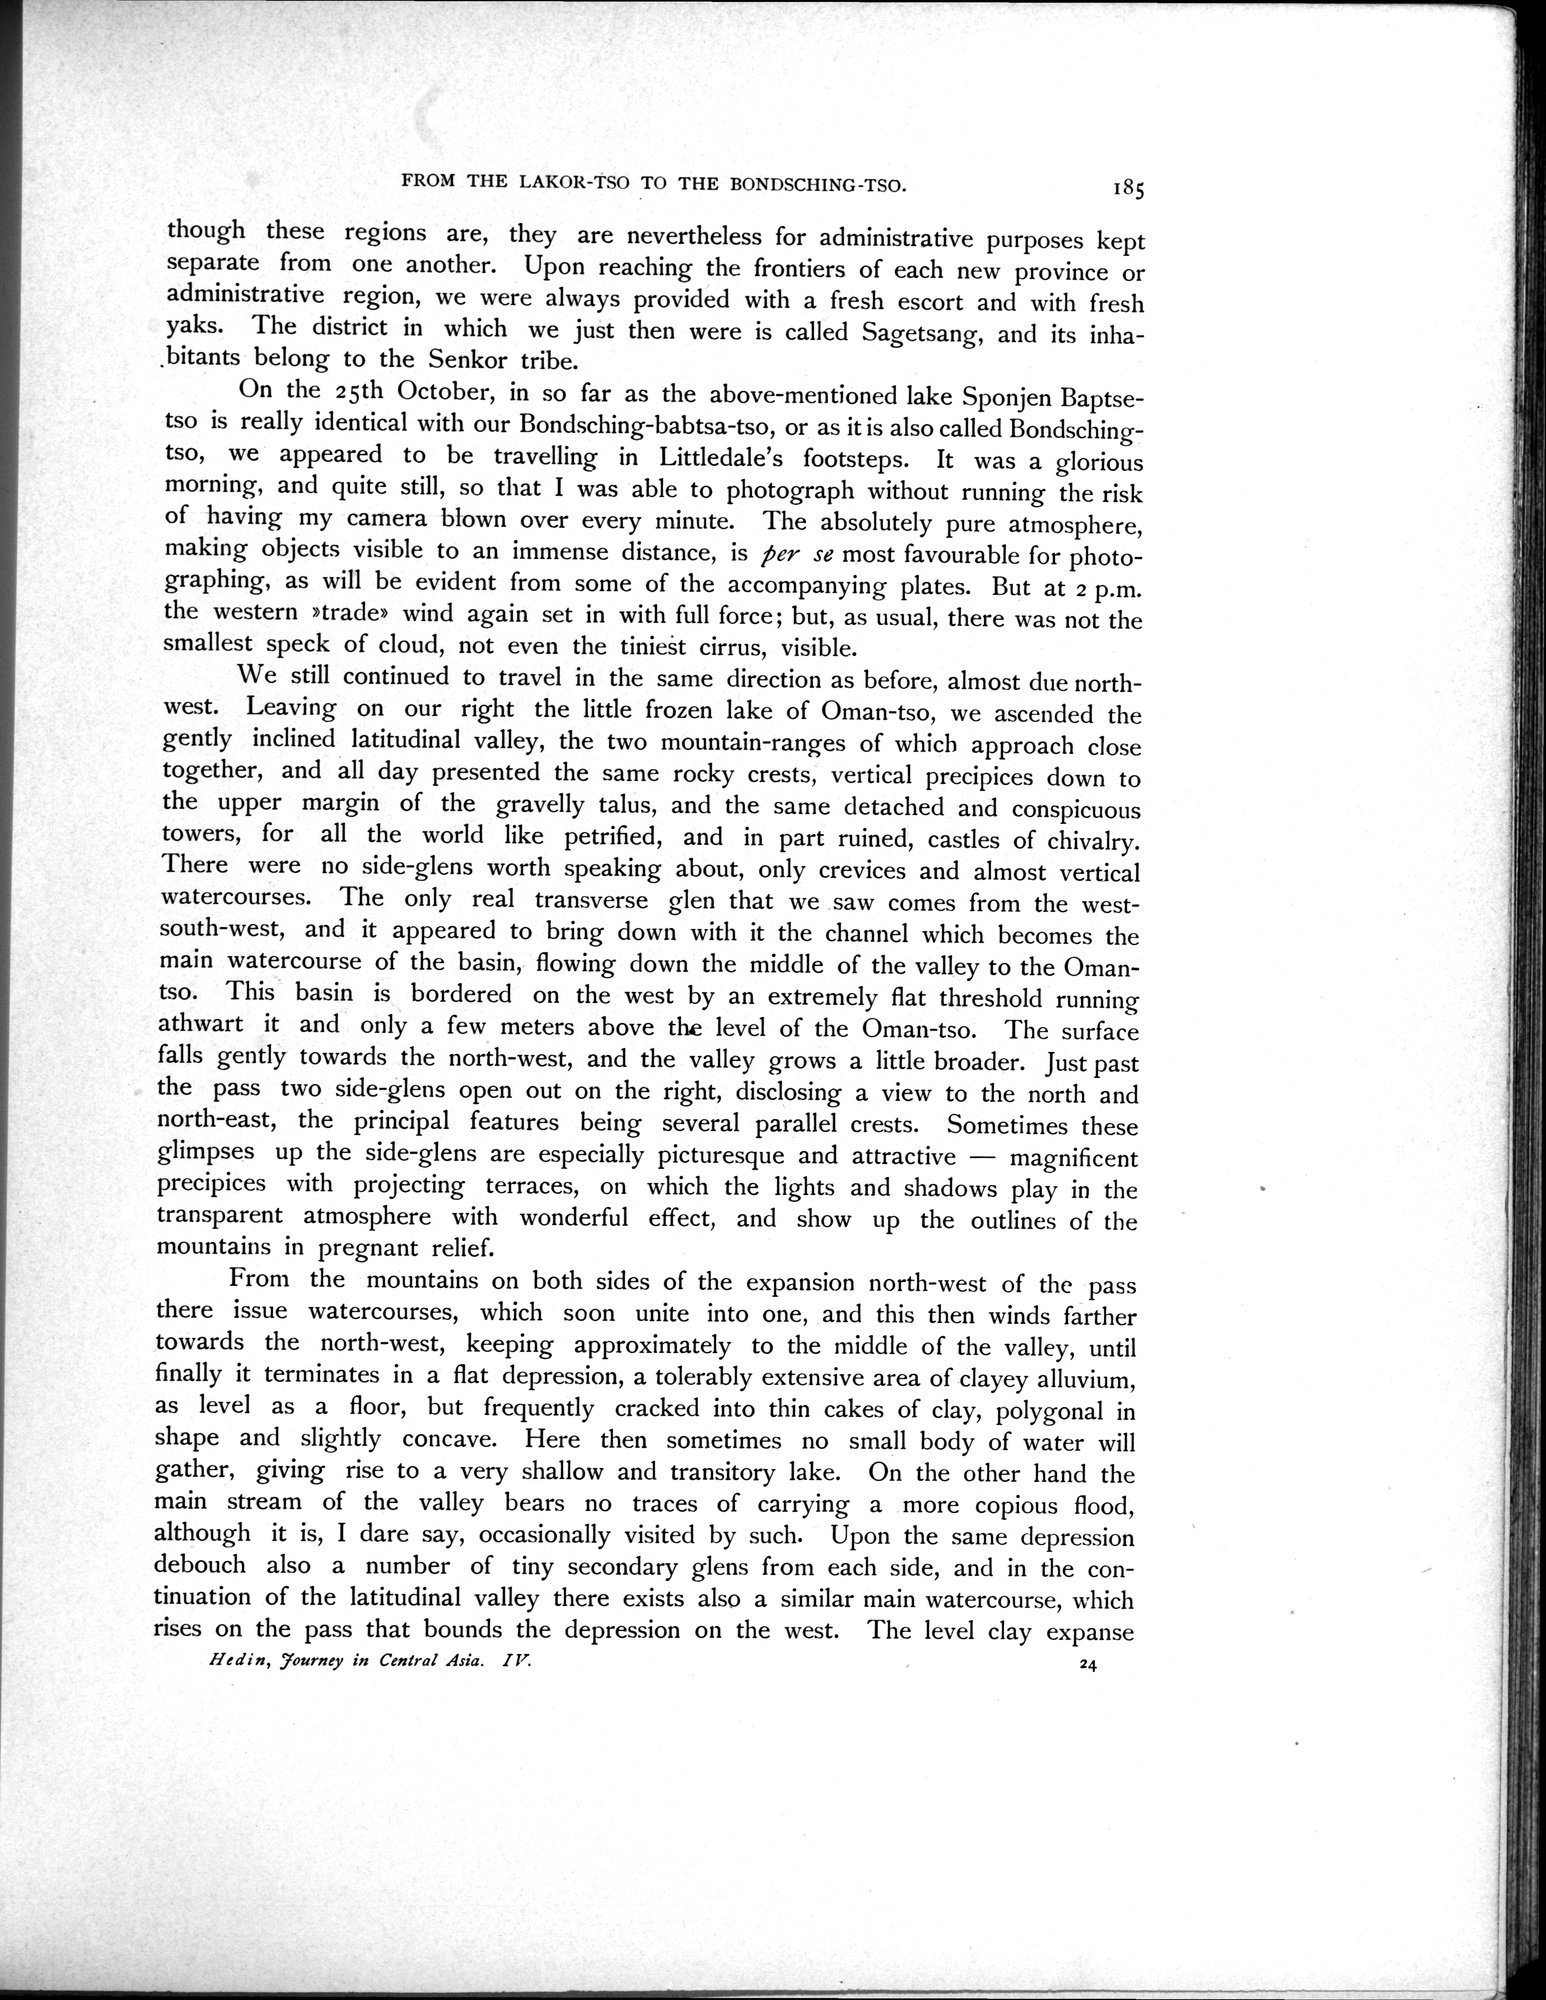 FROM THE LAKOR-TSO TO THE BONDSCHING-TSO. 185
though these regions are, they are nevertheless for administrative purposes kept
separate from one another. Upon reaching the frontiers of each new province or
administrative region, we were always provided with a fresh escort and with fresh
yaks. The district in which we just then were is called Sagetsang, and its inha-
bitants belong to the Senkor tribe.
On the 25th October, in so far as the above-mentioned lake Sponjen Baptse-
tso is really identical with our Bondsching-babtsa-tso, or as it is also called Bondsching-
tso, we appeared to be travelling in Littledale's footsteps. It was a glorious
morning, and quite still, so that I was able to photograph without running the risk
of having my camera blown over every minute. The absolutely pure atmosphere,
making objects visible to an immense distance, is per se most favourable for photo-
graphing, as will be evident from some of the accompanying plates. But at 2 p.m.
the western »trade» wind again set in with full force; but, as usual, there was not the
smallest speck of cloud, not even the tiniest cirrus, visible.
We still continued to travel in the same direction as before, almost due north-
west. Leaving on our right the little frozen lake of Oman-tso, we ascended the
gently inclined latitudinal valley, the two mountain-ranges of which approach close
together, and all day presented the same rocky crests, vertical precipices down to
the upper margin of the gravelly talus, and the same detached and conspicuous
towers, for all the world like petrified, and in part ruined, castles of chivalry.
There were no side-glens worth speaking about, only crevices and almost vertical
watercourses. The only real transverse glen that we saw comes from the west-
south-west, and it appeared to bring down with it the channel which becomes the
main watercourse of the basin, flowing down the middle of the valley to the Oman-
tso. This basin is bordered on the west by an extremely flat threshold running
athwart it and only a few meters above the level of the Oman-tso. The surface
falls gently towards the north-west, and the valley grows a little broader. Just past
the pass two side-glens open out on the right, disclosing a view to the north and
north-east, the principal features being several parallel crests. Sometimes these
glimpses up the side-glens are especially picturesque and attractive — magnificent
precipices with projecting terraces, on which the lights and shadows play in the
transparent atmosphere with wonderful effect, and show up the outlines of the
mountains in pregnant relief.
From the mountains on both sides of the expansion north-west of the pass
there issue watercourses, which soon unite into one, and this then winds farther
towards the north-west, keeping approximately to the middle of the valley, until
finally it terminates in a flat depression, a tolerably extensive area of clayey alluvium,
as level as a floor, but frequently cracked into thin cakes of clay, polygonal in
shape and slightly concave. Here then sometimes no small body of water will
gather, giving rise to a very shallow and transitory lake. On the other hand the
main stream of the valley bears no traces of carrying a more copious flood,
although it is, I dare say, occasionally visited by such. Upon the same depression
debouch also a number of tiny secondary glens from each side, and in the con-
tinuation of the latitudinal valley there exists also a similar main watercourse, which
rises on the pass that bounds the depression on the west. The level clay expanse
Hedin, Journey in Central Asia. IV. 24